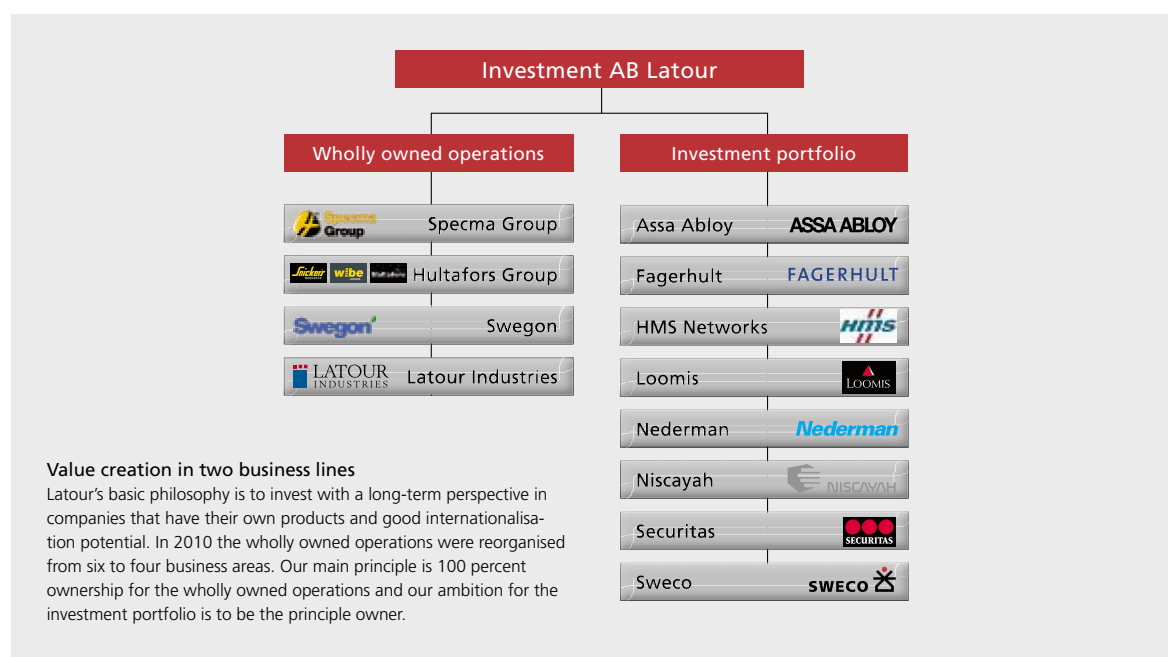 Investment AB Latour
Wholly owned operations
Investment portfolio
Specma Group Specma Group
Snickers wibe Hultafors Group
Swegon Swegon
LATOUR INDUSTRIES Latour Industries
Assa Abloy ASSA ABLOY
Fagerhult FAGERHULT
HMS Networks HMS
Loomis LOOMIS
Nederman Nederman
Niscayah NISCAYAH
Securitas SECURITAS
Sweco SWECO
Value creation in two business lines
Latour's basic philosophy is to invest with a long-term perspective in
companies that have their own products and good internationalisa-
tion potential. In 2010 the wholly owned operations were reorganised
from six to four business areas. Our main principle is 100 percent
ownership for the wholly owned operations and our ambition for the
investment portfolio is to be the principle owner.